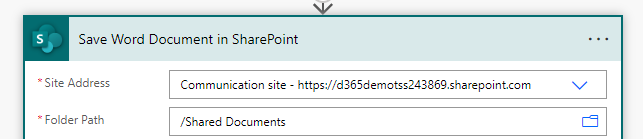 S
Save Word Document in SharePoint
...
* Site Address
Communication site - https://d365demotss243869.sharepoint.com
* Folder Path
/Shared Documents